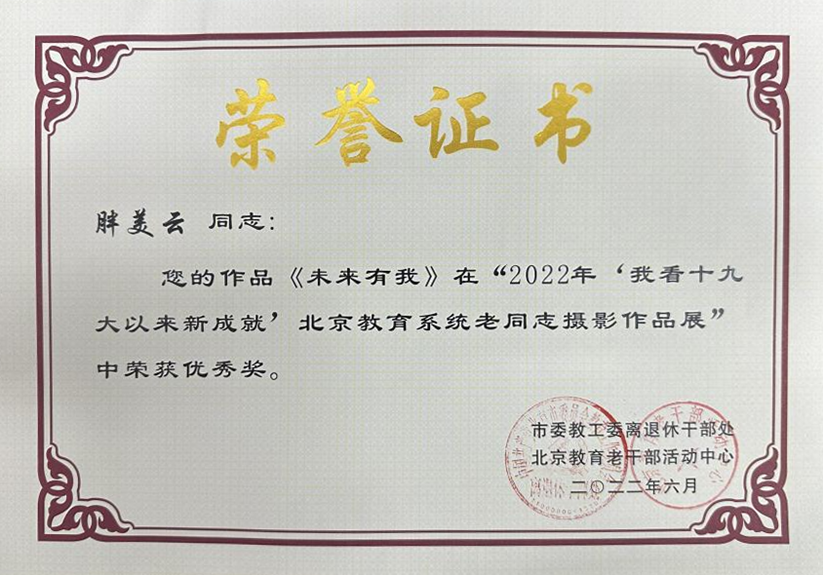 荣誉证书
胖美云 同志：
您的作品《未来有我》在“2022年‘我看十九
大以来新成就’北京教育系统老同志摄影作品展”
中荣获优秀奖。
市委教工委离退休干部处
北京教育老干部活动中心
二〇二二年六月